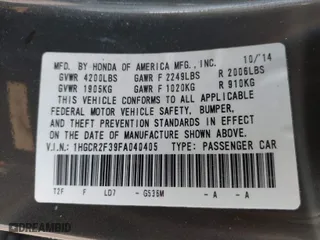 MFD. BY HONDA OF AMERICA MFG., INC. 10/'14
GVWR 4200LBS GAWR F 2249LBS R 2006LBS
GVWR 1905KG GAWR F 1020KG R 910KG
THIS VEHICLE CONFORMS TO ALL APPLICABLE
FEDERAL MOTOR VEHICLE SAFETY, BUMPER,
AND THEFT PREVENTION STANDARDS IN EFFECT
ON THE DATE OF MANUFACTURE SHOWN ABOVE.
V.I.N.: 1HGCR2F39FA040405 TYPE: PASSENGER CAR
T2F F LO7 - G536M - A - A
DREAMBID